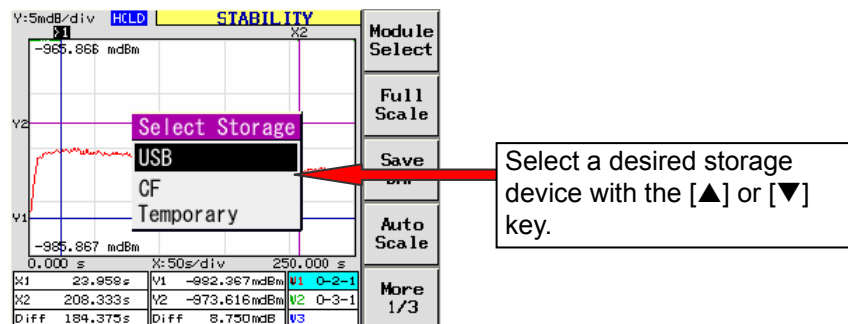 Y:5mdB/div HOLD STABILITY
X1 X2
-965.866 mdBm
Y2
Y1
-985.867 mdBm
0.000 s X:50s/div 250.000 s
Select Storage
USB
CF
Temporary
X1 23.958s Y1 -982.367mdBm V1 0-2-1
X2 208.333s Y2 -973.616mdBm V2 0-3-1
Diff 184.375s Diff 8.750mdB V3
Module
Select
Full
Scale
Save
Auto
Scale
More
1/3
Select a desired storage
device with the [▲] or [▼]
key.